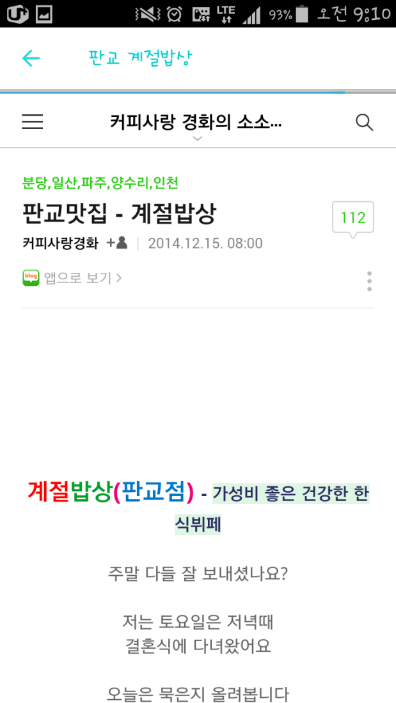 LTE 93% 오전 9:10
판교 계절밥상
커피사랑 경화의 소소...
분당,일산,파주,양수리,인천
판교맛집 - 계절밥상
112
커피사랑경화 + 2014.12.15. 08:00
blog 앱으로 보기 >
계절밥상(판교점) - 가성비 좋은 건강한 한
식뷔페
주말 다들 잘 보내셨나요?
저는 토요일은 저녁때
결혼식에 다녀왔어요
오늘은 묵은지 올려봅니다